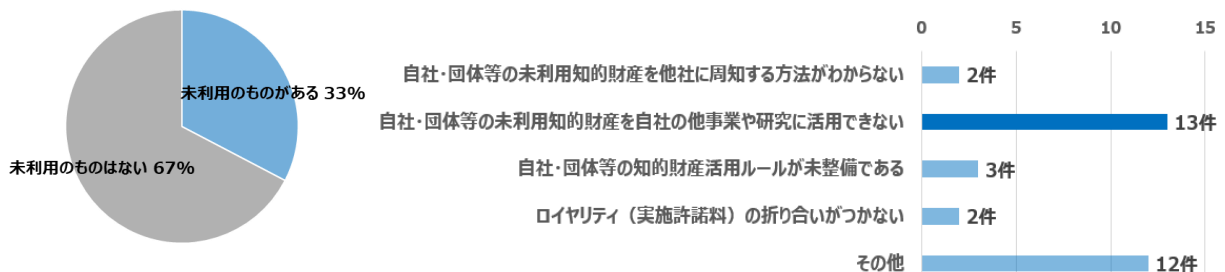 未利用のものがある 33%
未利用のものはない 67%
0 5 10 15
自社・団体等の未利用知的財産を他社に周知する方法がわからない 2件
自社・団体等の未利用知的財産を自社の他事業や研究に活用できない 13件
自社・団体等の知的財産活用ルールが未整備である 3件
ロイヤリティ（実施許諾料）の折り合いがつかない 2件
その他 12件